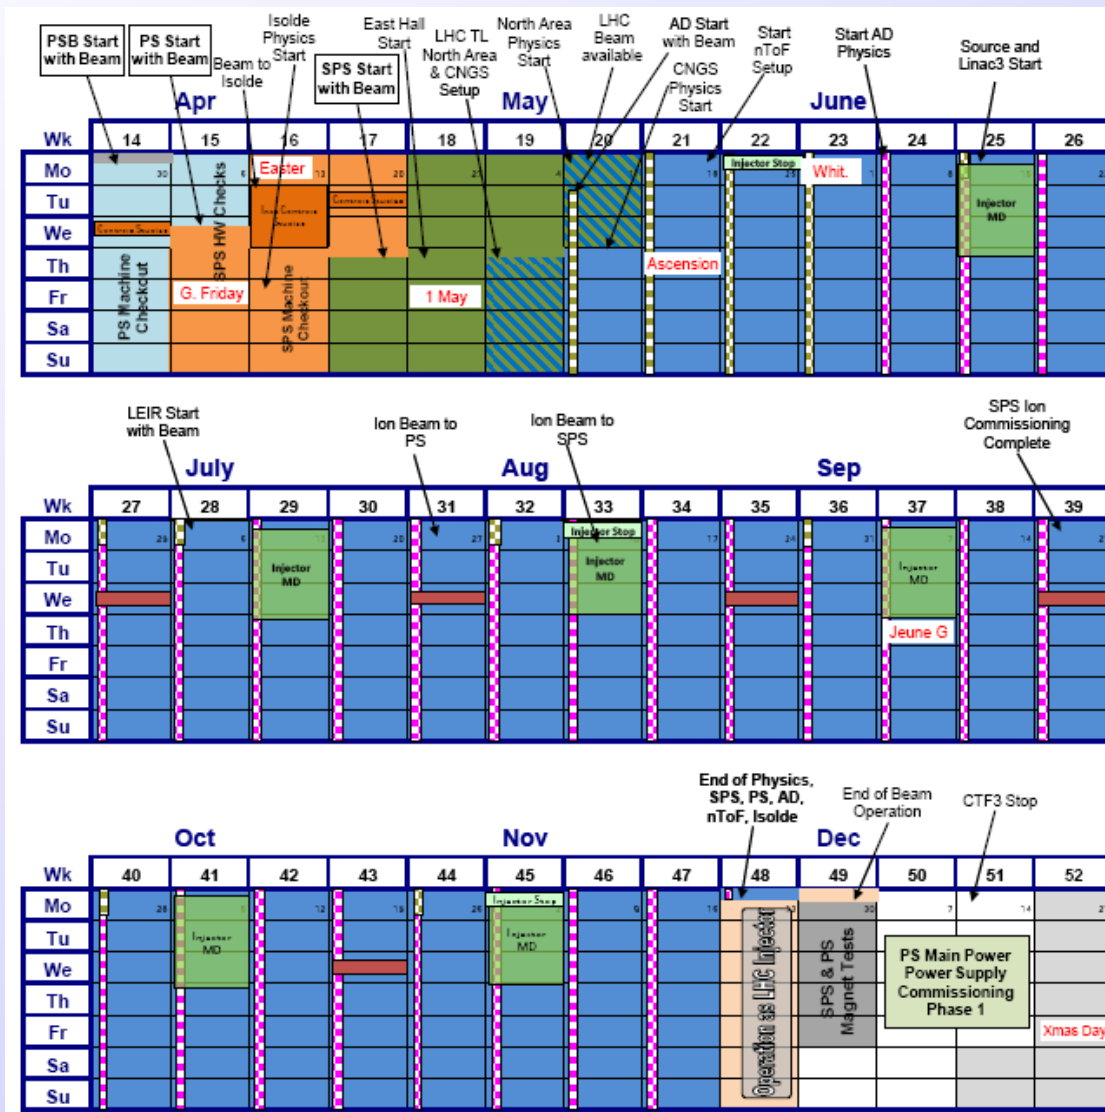 PSB Start
with Beam
PS Start
with Beam
Beam to
Isolde
Isolde
Physics
Start
SPS Start
with Beam
East Hall
Start
LHC TL
North Area
& CNGS
Setup
North Area
Physics
Start
LHC
Beam
available
AD Start
with Beam
CNGS
Physics
Start
Start
nToF
Setup
Start AD
Physics
Source and
Linac3 Start
Apr May June
Wk 14 15 16 17 18 19 20 21 22 23 24 25 26
Mo
Easter
Injector Stop
Whit.
Tu
Injector
MD
We
Th
Ascension
Fr
G. Friday
1 May
Sa
Su
PS Machine
Checkout
SPS HW Checks
SPS Machine
Checkout
LEIR Start
with Beam
Ion Beam to
PS
Ion Beam to
SPS
SPS Ion
Commissioning
Complete
July Aug Sep
Wk 27 28 29 30 31 32 33 34 35 36 37 38 39
Mo
Injector Stop
Tu
Injector
MD
Injector
MD
Injector
MD
We
Th
Jeune G
Fr
Sa
Su
End of Physics,
SPS, PS, AD,
nToF, Isolde
End of Beam
Operation
CTF3 Stop
Oct Nov Dec
Wk 40 41 42 43 44 45 46 47 48 49 50 51 52
Mo
Injector Stop
Tu
Injector
MD
Injector
MD
We
Th
Fr
Xmas Day
Sa
Su
Operation as LHC Injector
SPS & PS
Magnet Tests
PS Main Power
Power Supply
Commissioning
Phase 1